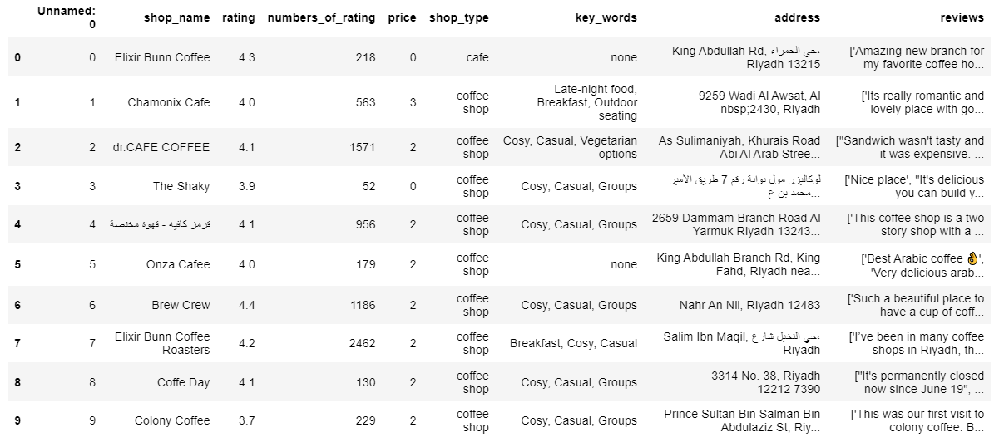 Unnamed: 0 shop_name rating numbers_of_rating price shop_type key_words address reviews
0 0 Elixir Bunn Coffee 4.3 218 0 cafe none King Abdullah Rd, حي الحمراء،
Riyadh 13215 ['Amazing new branch for
my favorite coffee ho...
1 1 Chamonix Cafe 4.0 563 3 coffee
shop Late-night food,
Breakfast, Outdoor
seating 9259 Wadi Al Awsat, Al
nbsp;2430, Riyadh ['Its really romantic and
lovely place with go...
2 2 dr.CAFE COFFEE 4.1 1571 2 coffee
shop Cosy, Casual, Vegetarian
options As Sulimaniyah, Khurais Road
Abi Al Arab Stree... ["Sandwich wasn't tasty and
it was expensive. ...
3 3 The Shaky 3.9 52 0 coffee
shop Cosy, Casual, Groups لوكاليزر مول بوابة رقم 7 طريق الأمير
محمد بن ع... ['Nice place', "It's delicious
you can build y...
4 4 قرمز كافيه - قهوة مختصة 4.1 956 2 coffee
shop Cosy, Casual, Groups 2659 Dammam Branch Road Al
Yarmuk Riyadh 13243... ['This coffee shop is a two
story shop with a ...
5 5 Onza Cafee 4.0 179 2 coffee
shop none King Abdullah Branch Rd, King
Fahd, Riyadh nea... ['Best Arabic coffee 👌',
'Very delicious arab...
6 6 Brew Crew 4.4 1186 2 coffee
shop Cosy, Casual, Groups Nahr An Nil, Riyadh 12483 ['Such a beautiful place to
have a cup of coff...
7 7 Elixir Bunn Coffee
Roasters 4.2 2462 2 coffee
shop Breakfast, Cosy, Casual Salim Ibn Maqil, حي النخيل شارع،
Riyadh ['I’ve been in many coffee
shops in Riyadh, th...
8 8 Coffe Day 4.1 130 2 coffee
shop Cosy, Casual, Groups 3314 No. 38, Riyadh
12212 7390 ["It's permanently closed
now since June 19", ...
9 9 Colony Coffee 3.7 229 2 coffee
shop Cosy, Casual, Groups Prince Sultan Bin Salman Bin
Abdulaziz St, Riy... ['This was our first visit to
colony coffee. B...